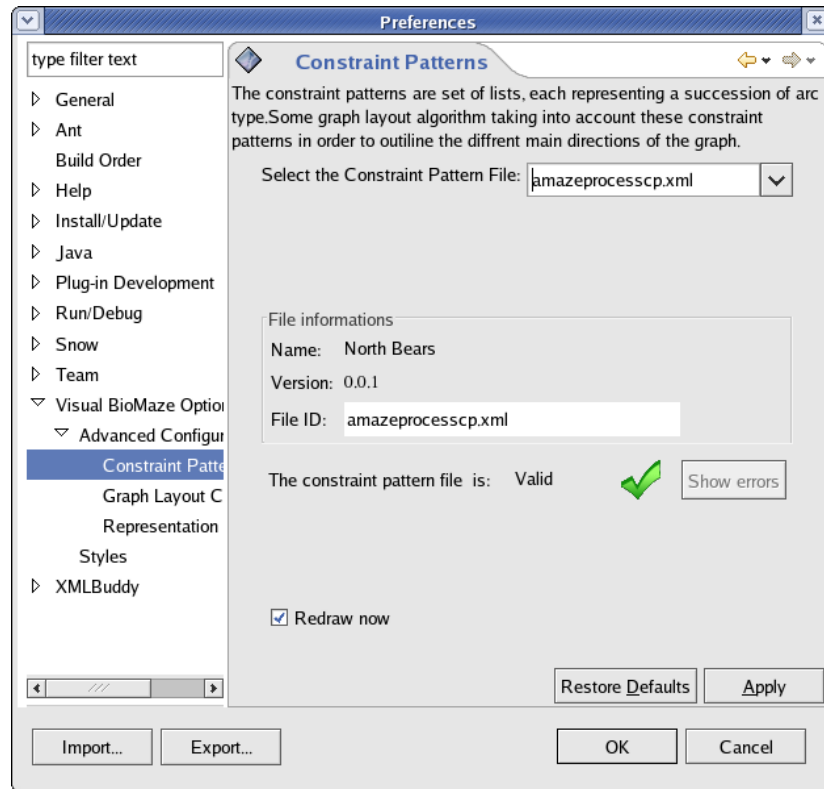 Preferences
type filter text
General
Ant
Build Order
Help
Install/Update
Java
Plug-in Development
Run/Debug
Snow
Team
Visual BioMaze Option
Advanced Configur
Constraint Patte
Graph Layout C
Representation
Styles
XMLBuddy
Constraint Patterns
The constraint patterns are set of lists, each representing a succession of arc
type.Some graph layout algorithm taking into account these constraint
patterns in order to outiline the diffrent main directions of the graph.
Select the Constraint Pattern File: amazeprocesscp.xml
File informations
Name: North Bears
Version: 0.0.1
File ID: amazeprocesscp.xml
The constraint pattern file is: Valid Show errors
Redraw now
Restore Defaults Apply
Import... Export... OK Cancel